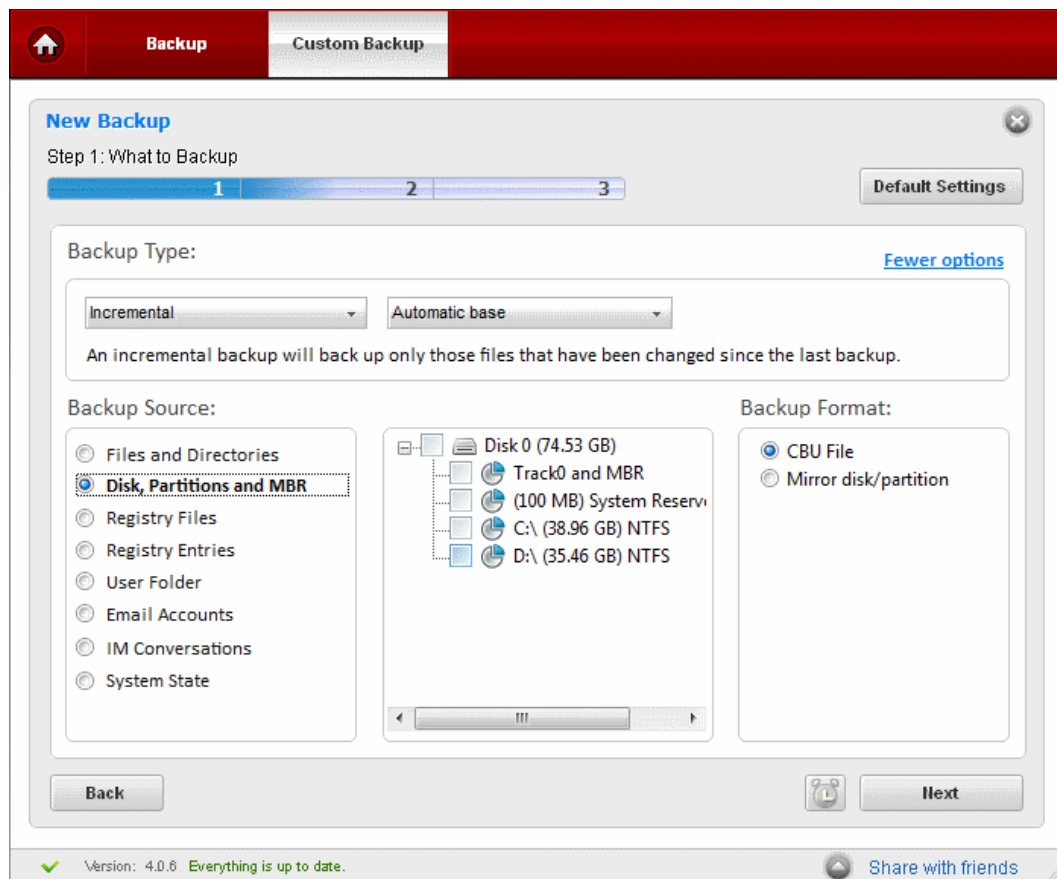 Backup
Custom Backup
New Backup
Step 1: What to Backup
1 2 3
Default Settings
Backup Type:
Fewer options
Incremental
Automatic base
An incremental backup will back up only those files that have been changed since the last backup.
Backup Source:
Files and Directories
Disk, Partitions and MBR
Registry Files
Registry Entries
User Folder
Email Accounts
IM Conversations
System State
Disk 0 (74.53 GB)
Track0 and MBR
(100 MB) System Reserv
C:\ (38.96 GB) NTFS
D:\ (35.46 GB) NTFS
Backup Format:
CBU File
Mirror disk/partition
Back
Next
Version: 4.0.6 Everything is up to date.
Share with friends